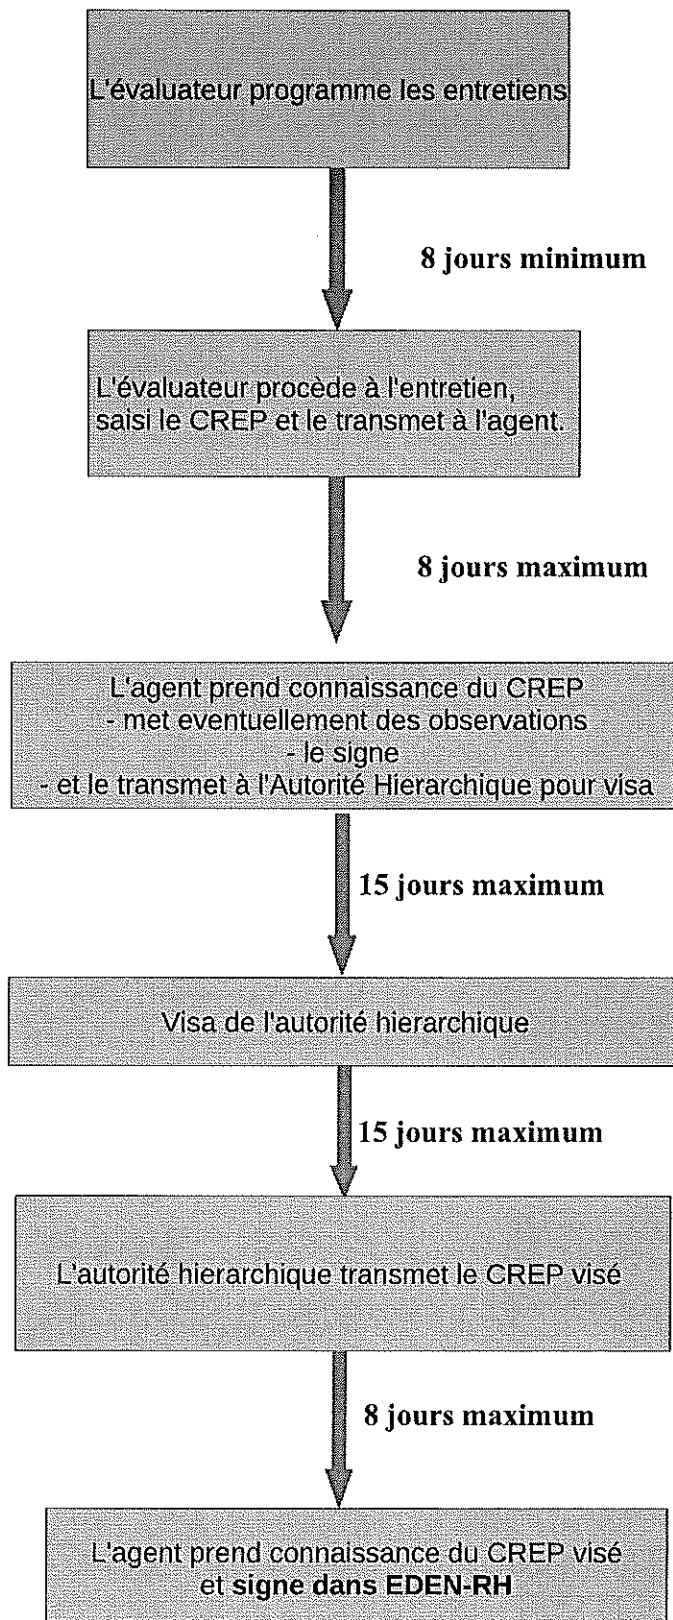 L'évaluateur programme les entretiens
8 jours minimum
L'évaluateur procède à l'entretien,
saisi le CREP et le transmet à l'agent.
8 jours maximum
L'agent prend connaissance du CREP
- met eventuellement des observations
- le signe
- et le transmet à l'Autorité Hierarchique pour visa
15 jours maximum
Visa de l'autorité hierarchique
15 jours maximum
L'autorité hierarchique transmet le CREP visé
8 jours maximum
L'agent prend connaissance du CREP visé
et signe dans EDEN-RH